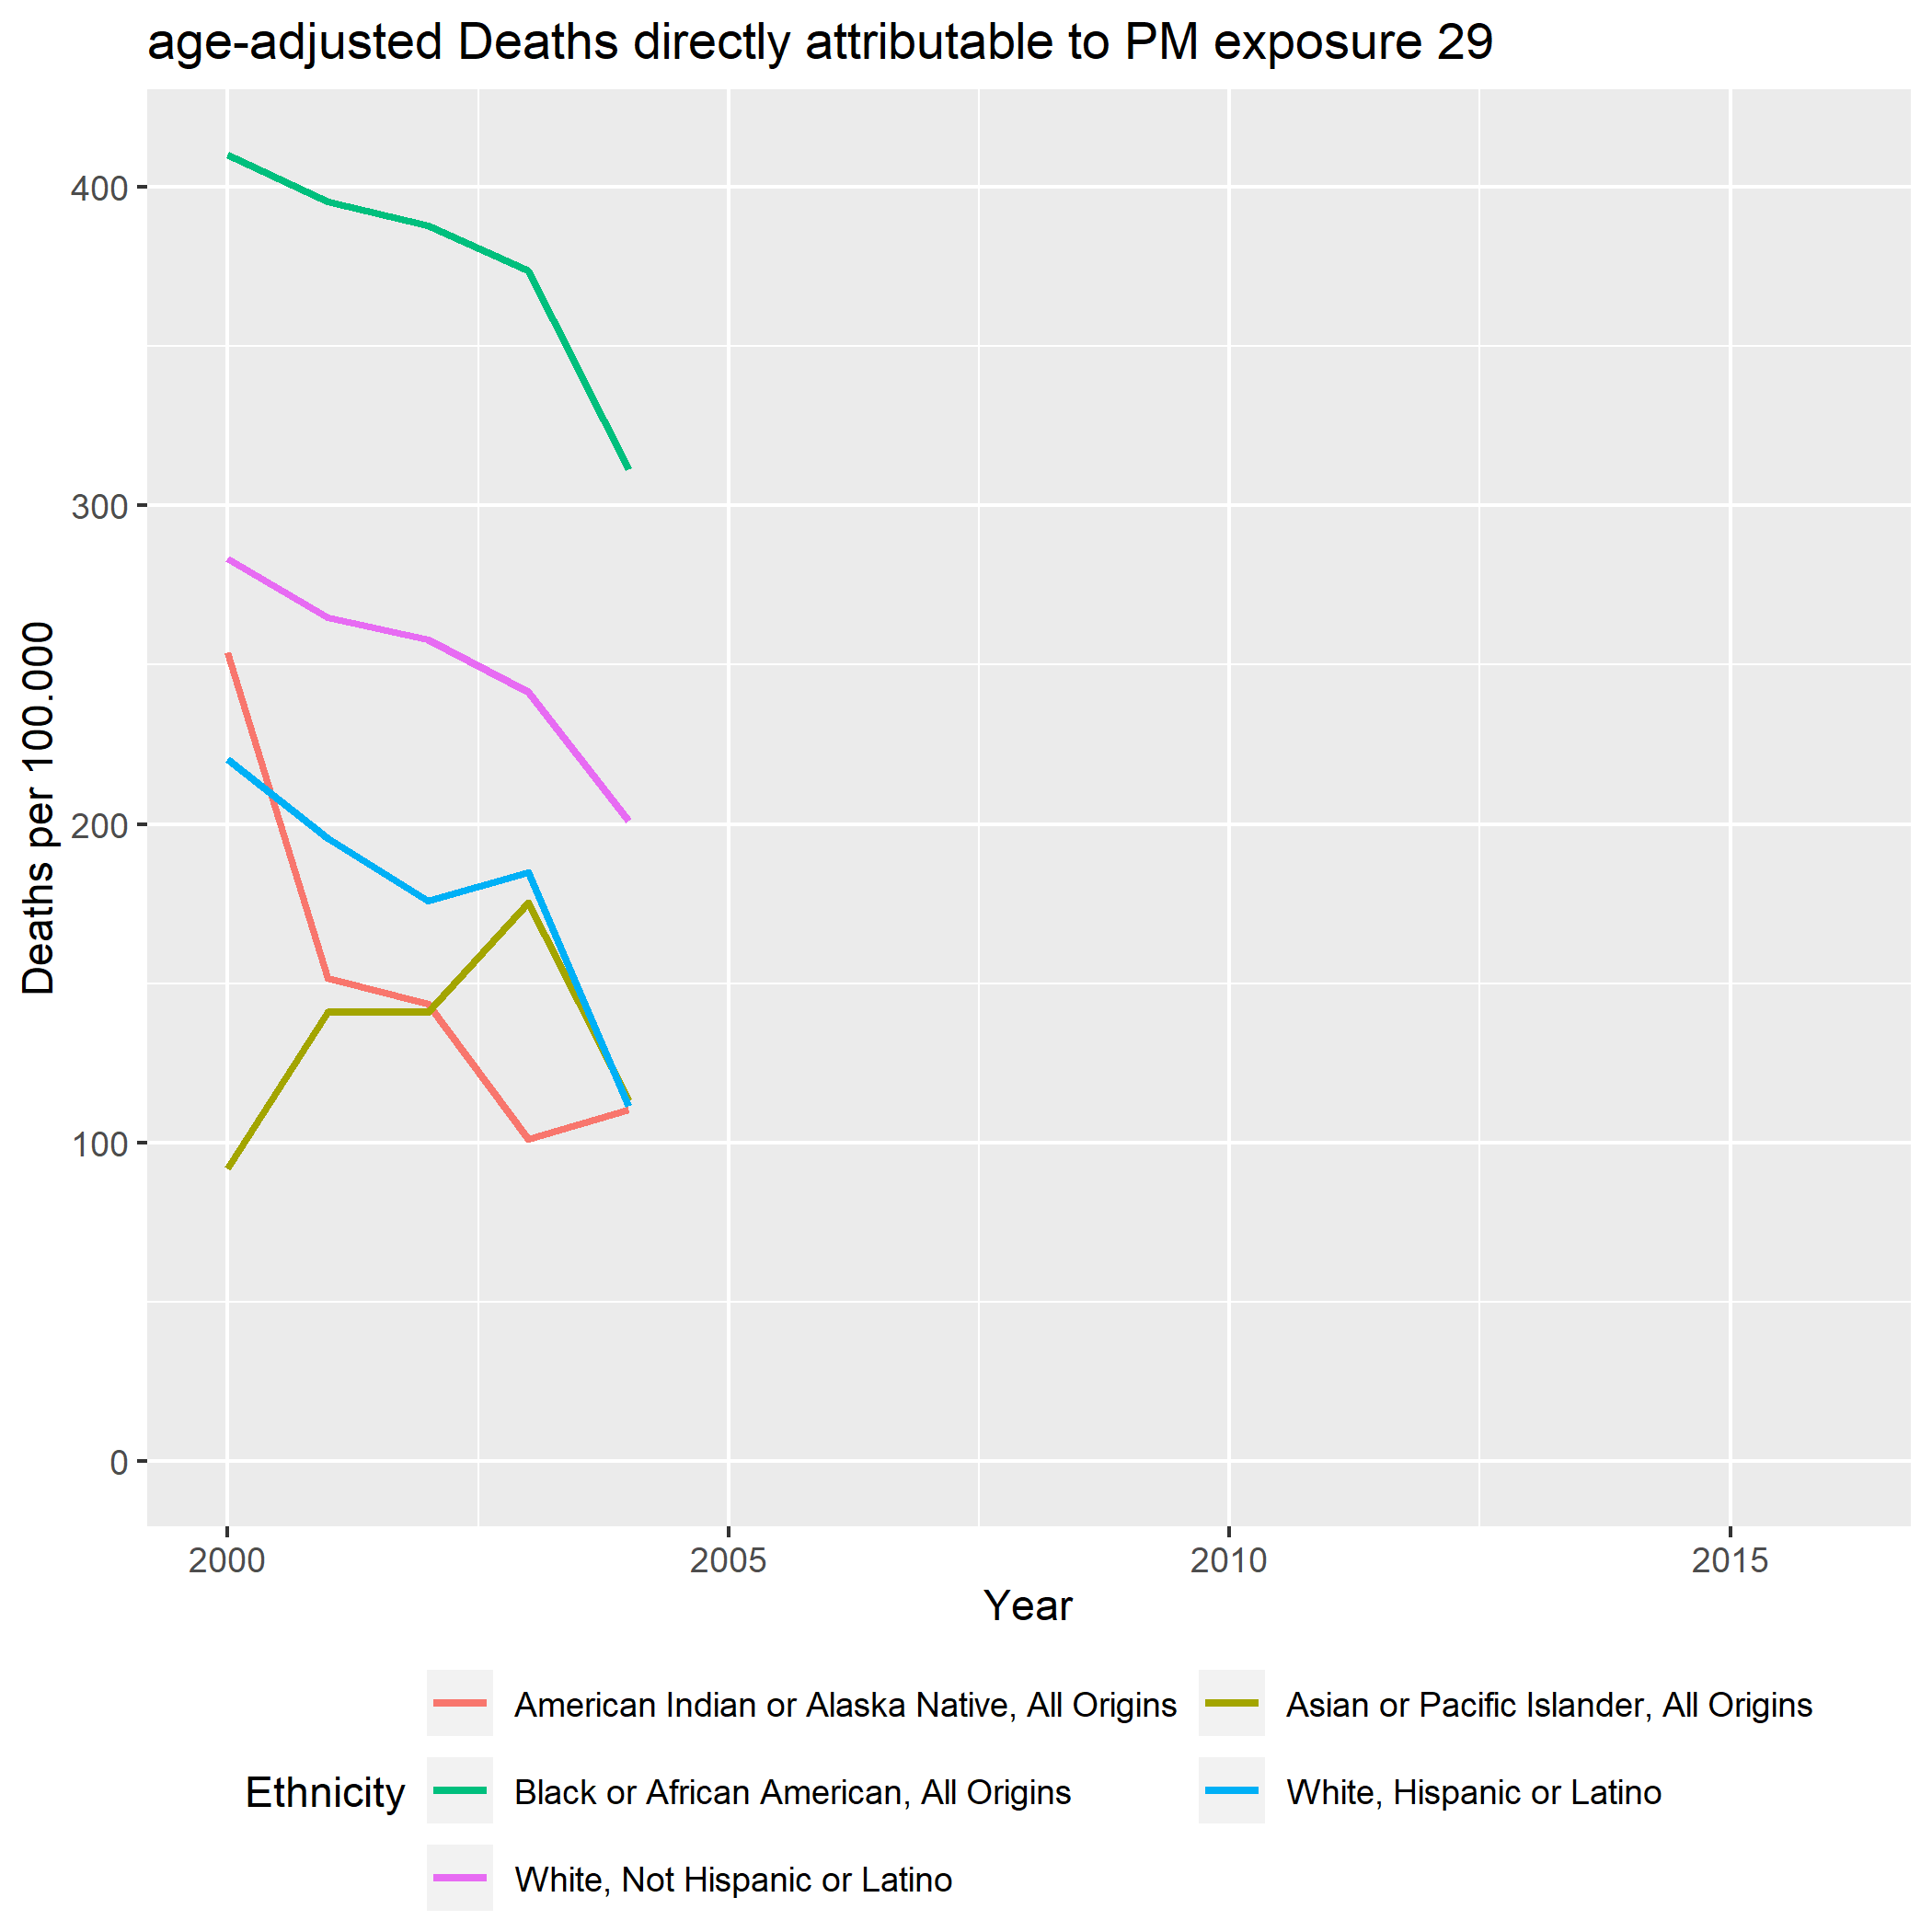 age-adjusted Deaths directly attributable to PM exposure 29
Deaths per 100.000
400
300
200
100
0
2000 2005 2010 2015
Year
Ethnicity
American Indian or Alaska Native, All Origins
Asian or Pacific Islander, All Origins
Black or African American, All Origins
White, Hispanic or Latino
White, Not Hispanic or Latino